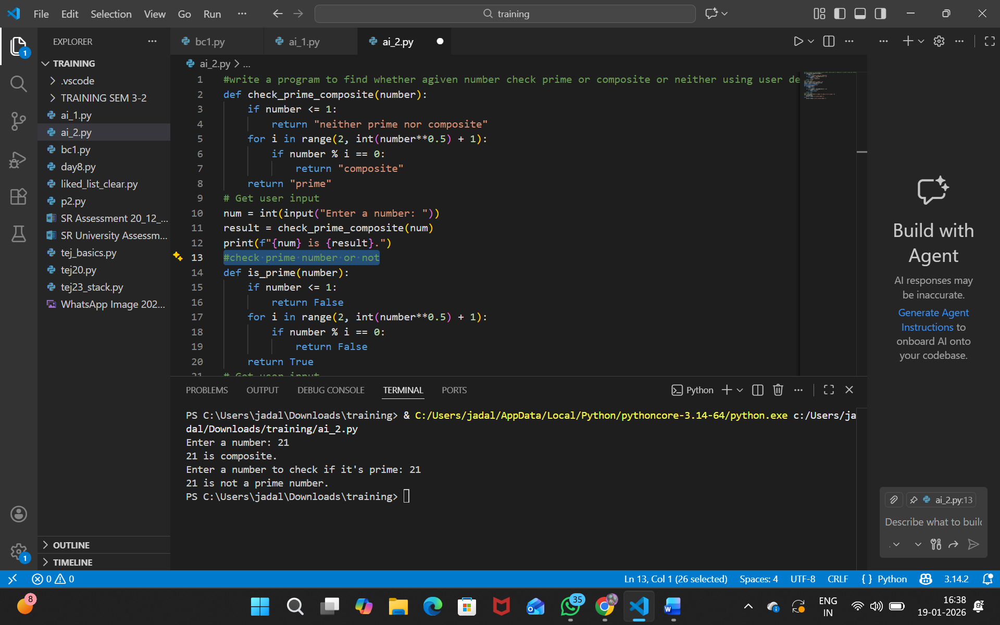 File Edit Selection View Go Run ···
training
EXPLORER ···
TRAINING
.vscode
TRAINING SEM 3-2
ai_1.py
ai_2.py
bc1.py
day8.py
liked_list_clear.py
p2.py
SR Assessment 20_12_...
SR University Assessm...
tej_basics.py
tej20.py
tej23_stack.py
WhatsApp Image 202...
OUTLINE
TIMELINE
1
1
bc1.py ai_1.py ai_2.py
ai_2.py > ...
1 #write a program to find whether agiven number check prime or composite or neither using user de
2 def check_prime_composite(number):
3 if number <= 1:
4 return "neither prime nor composite"
5 for i in range(2, int(number**0.5) + 1):
6 if number % i == 0:
7 return "composite"
8 return "prime"
9 # Get user input
10 num = int(input("Enter a number: "))
11 result = check_prime_composite(num)
12 print(f"{num} is {result}.")
13 #check prime number or not
14 def is_prime(number):
15 if number <= 1:
16 return False
17 for i in range(2, int(number**0.5) + 1):
18 if number % i == 0:
19 return False
20 return True
21 # Get user input
PROBLEMS OUTPUT DEBUG CONSOLE TERMINAL PORTS
Python
PS C:\Users\jadal\Downloads\training> & C:/Users/jadal/AppData/Local/Python/pythoncore-3.14-64/python.exe c:/Users/ja
dal/Downloads/training/ai_2.py
Enter a number: 21
21 is composite.
Enter a number to check if it's prime: 21
21 is not a prime number.
PS C:\Users\jadal\Downloads\training>
Build with
Agent
AI responses may
be inaccurate.
Generate Agent
Instructions to
onboard AI onto
your codebase.
ai_2.py:13
Describe what to build
0 0
Ln 13, Col 1 (26 selected) Spaces: 4 UTF-8 CRLF { } Python 3.14.2
8
35
ENG
IN
16:38
19-01-2026